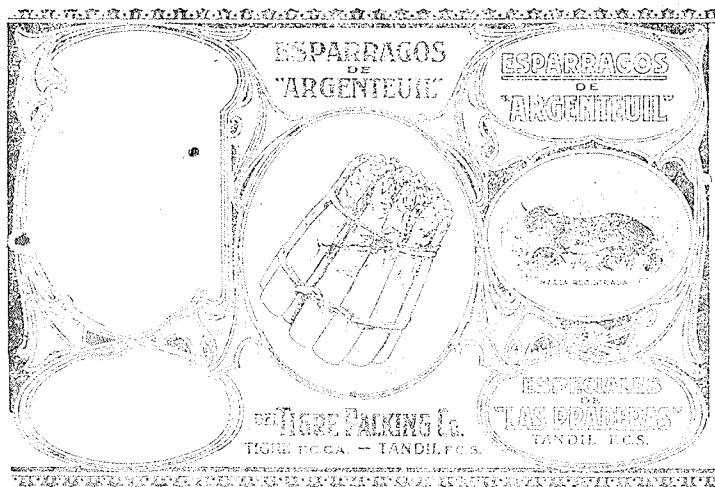 ESPARRAGOS
DE
"ARGENTEUIL"
DEL TIGRE PACKING Co.
TIGRE F.C.C.A. — TANDIL F.C.S.
ESPARRAGOS
DE
"ARGENTEUIL"
MARCA REGISTRADA
ESPECIALES
DE
"LAS PRADERAS"
TANDIL F.C.S.